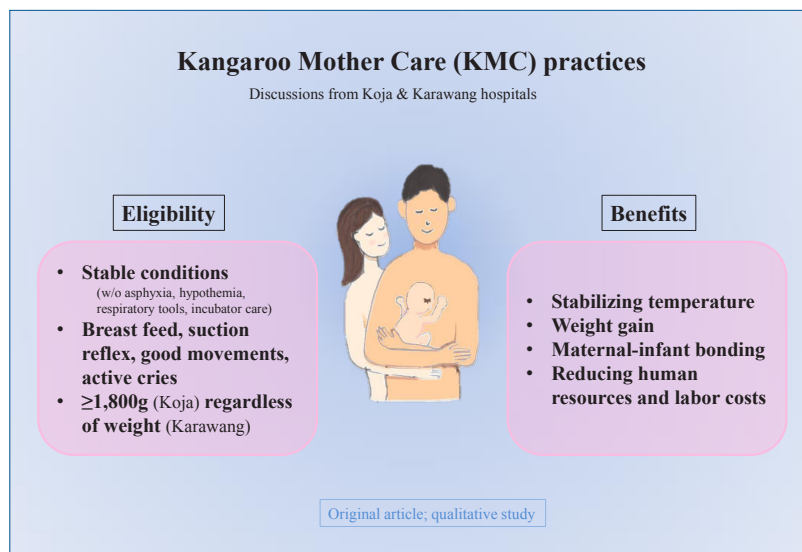 Kangaroo Mother Care (KMC) practices
Discussions from Koja & Karawang hospitals
Eligibility
• Stable conditions
(w/o asphyxia, hypothemia,
respiratory tools, incubator care)
• Breast feed, suction
reflex, good movements,
active cries
• ≥1,800g (Koja) regardless
of weight (Karawang)
Benefits
• Stabilizing temperature
• Weight gain
• Maternal-infant bonding
• Reducing human
resources and labor costs
Original article; qualitative study